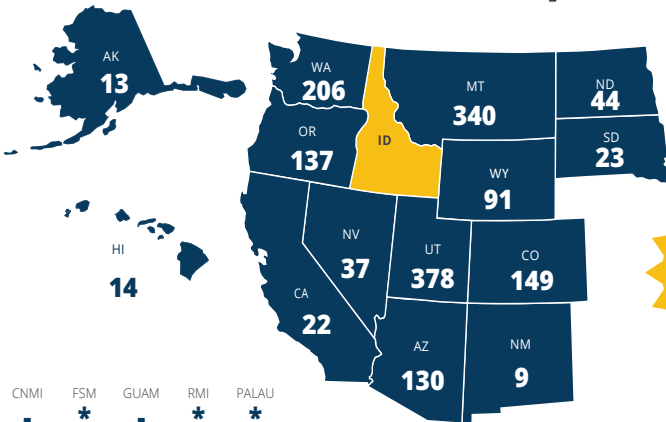 AK
13
WA
206
MT
340
ND
44
OR
137
ID
SD
23
WY
91
HI
14
NV
37
UT
378
CO
149
CA
22
AZ
130
NM
9
CNMI FSM GUAM RMI PALAU
- * - * *